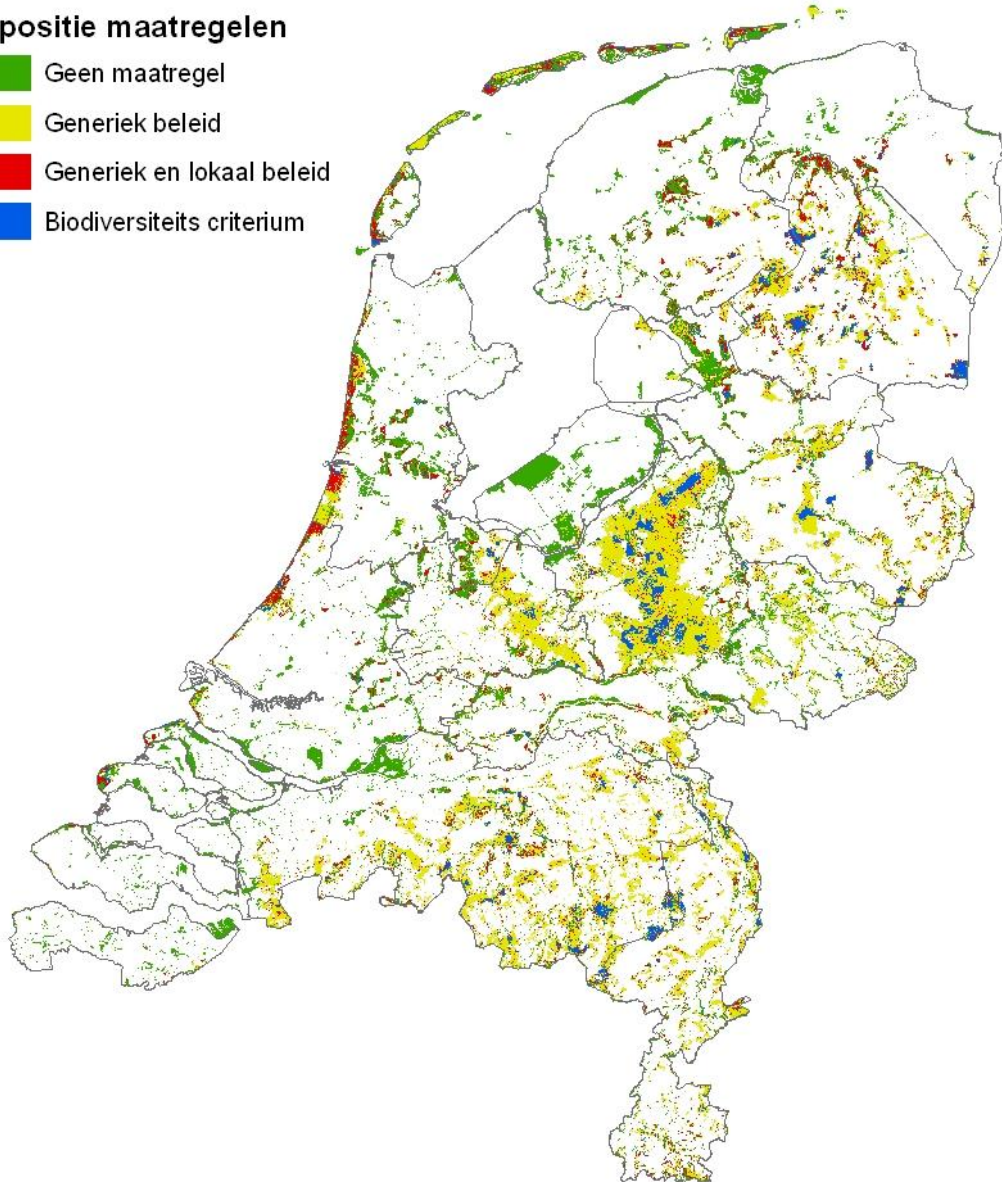 positie maatregelen
Geen maatregel
Generiek beleid
Generiek en lokaal beleid
Biodiversiteits criterium